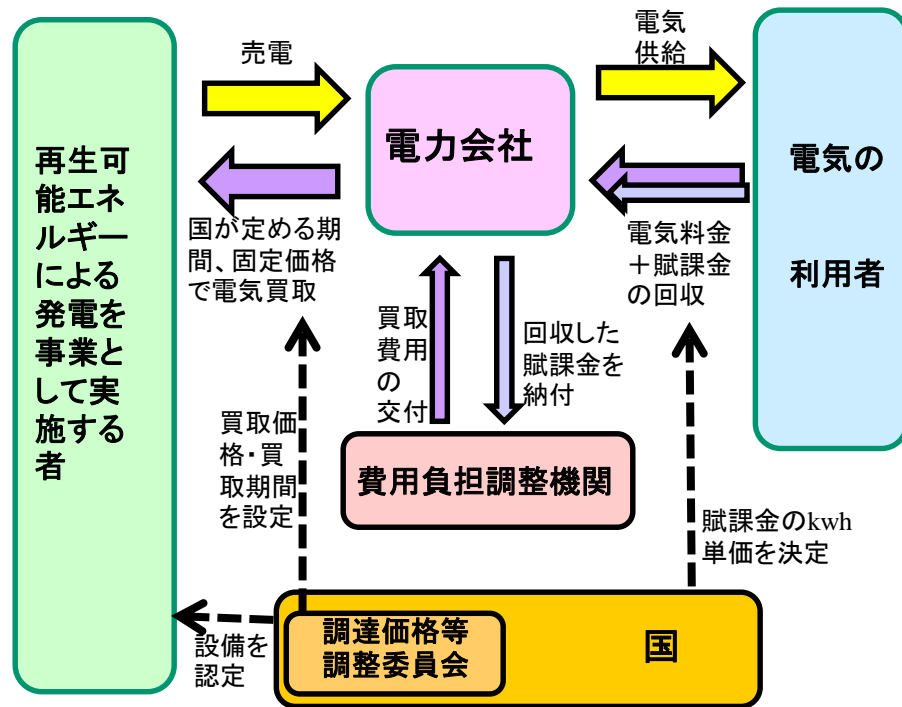 売電
電気
供給
再生可
能エネ
ルギー
による
発電を
事業と
して実
施する
者
電力会社
電気の
利用者
国が定める期
間、固定価格
で電気買取
電気料金
＋賦課金
の回収
買取
費用
の
交付
回収した
賦課金を
納付
買取価
格・買
取期間
を設定
費用負担調整機関
賦課金のkwh
単価を決定
設備を
認定
調達価格等
調整委員会
国